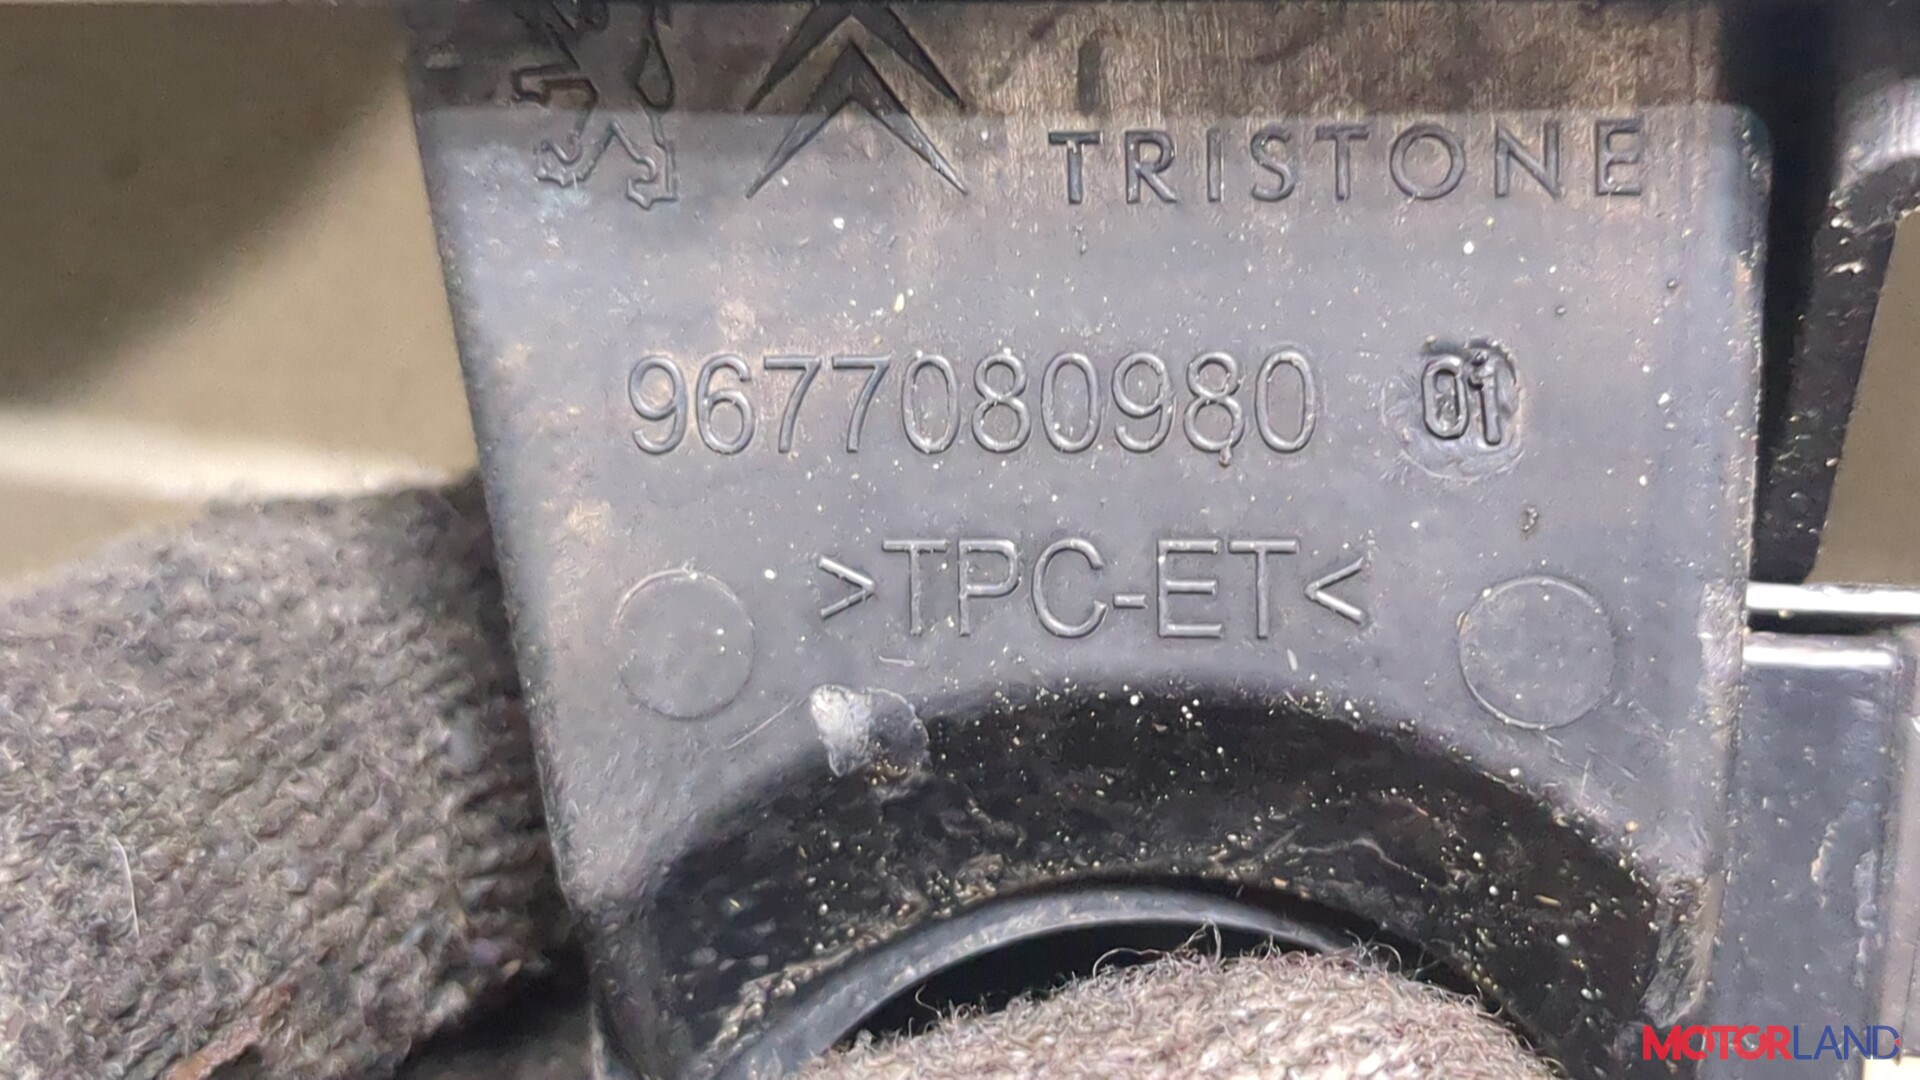 TRISTONE
9677080980 01
>TPC-ET<
MOTORLAND